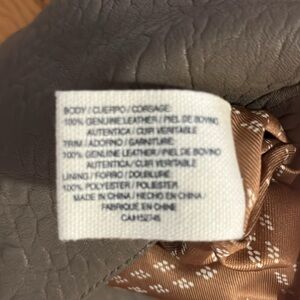 BODY / CUERPO / CORSAGE:
100% GENUINE LEATHER / PIEL DE BOVINO
AUTENTICA / CUIR VERITABLE
TRIM / ADORNO / GARNITURE:
100% GENUINE LEATHER / PIEL DE BOVINO
AUTENTICA / CUIR VERITABLE
LINING / FORRO / DOUBLURE:
100% POLYESTER / POLIESTER
MADE IN CHINA / HECHO EN CHINA /
FABRIQUE EN CHINE